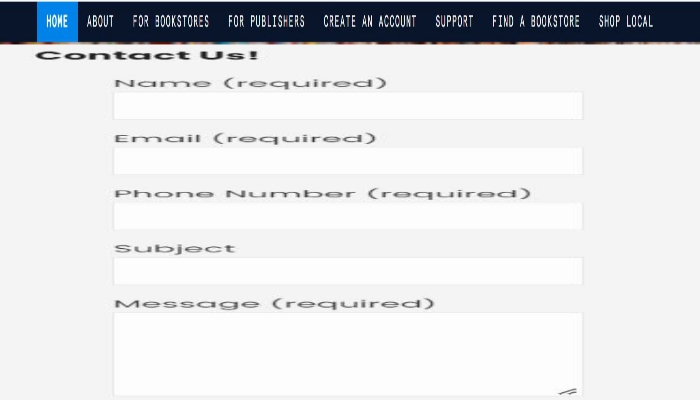 HOME ABOUT FOR BOOKSTORES FOR PUBLISHERS CREATE AN ACCOUNT SUPPORT FIND A BOOKSTORE SHOP LOCAL
Contact Us!
Name (required)
Email (required)
Phone Number (required)
Subject
Message (required)